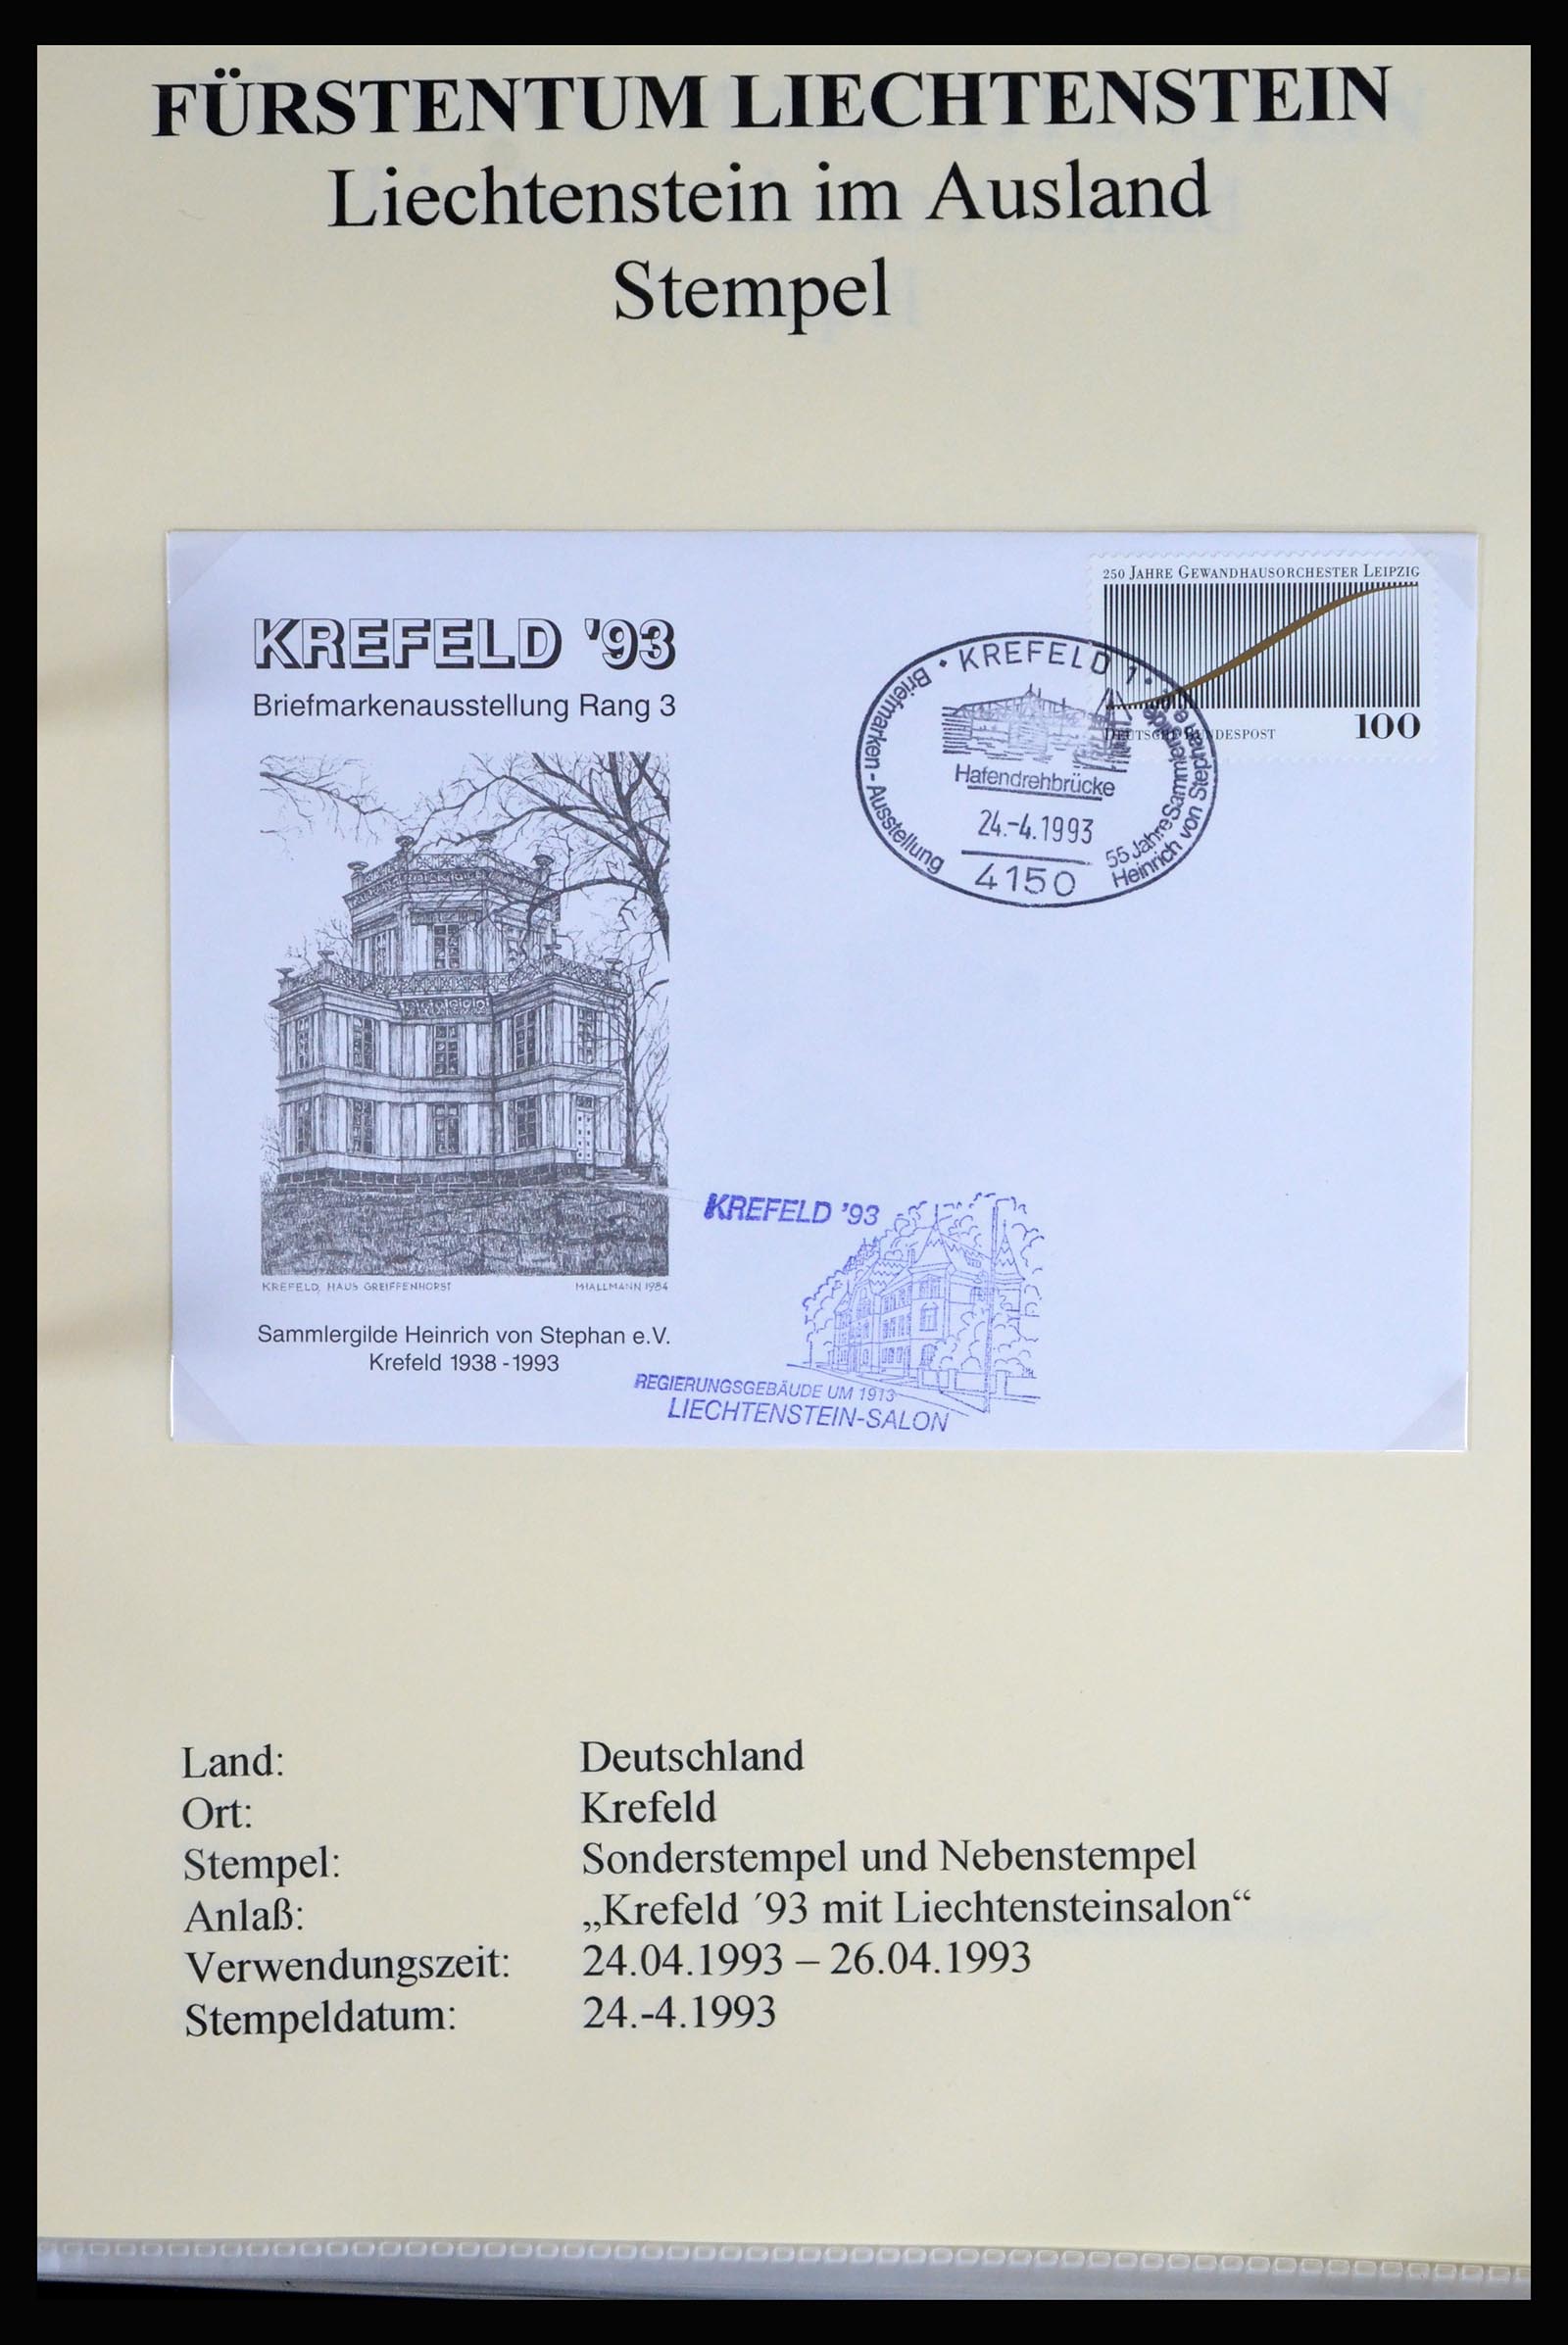 FÜRSTENTUM LIECHTENSTEIN
Liechtenstein im Ausland
Stempel
KREFELD '93
Briefmarkenausstellung Rang 3
KREFELD, HAUS GREIFFENHORST
MIALLMANN 1984
Sammlergilde Heinrich von Stephan e.V.
Krefeld 1938 - 1993
250 JAHRE GEWANDHAUSORCHESTER LEIPZIG
DEUTSCHE BUNDESPOST
100
• KREFELD 1 •
Briefmarken - Ausstellung
Hafendrehbrücke
24.-4.1993
4150
55 Jahre Sammlergilde
Heinrich von Stephan e.V.
KREFELD '93
REGIERUNGSGEBÄUDE UM 1913
LIECHTENSTEIN-SALON
Land: Deutschland
Ort: Krefeld
Stempel: Sonderstempel und Nebenstempel
Anlaß: „Krefeld ´93 mit Liechtensteinsalon“
Verwendungszeit: 24.04.1993 – 26.04.1993
Stempeldatum: 24.-4.1993